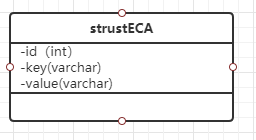 strustECA
-id（int）
-key(varchar)
-value(varchar)